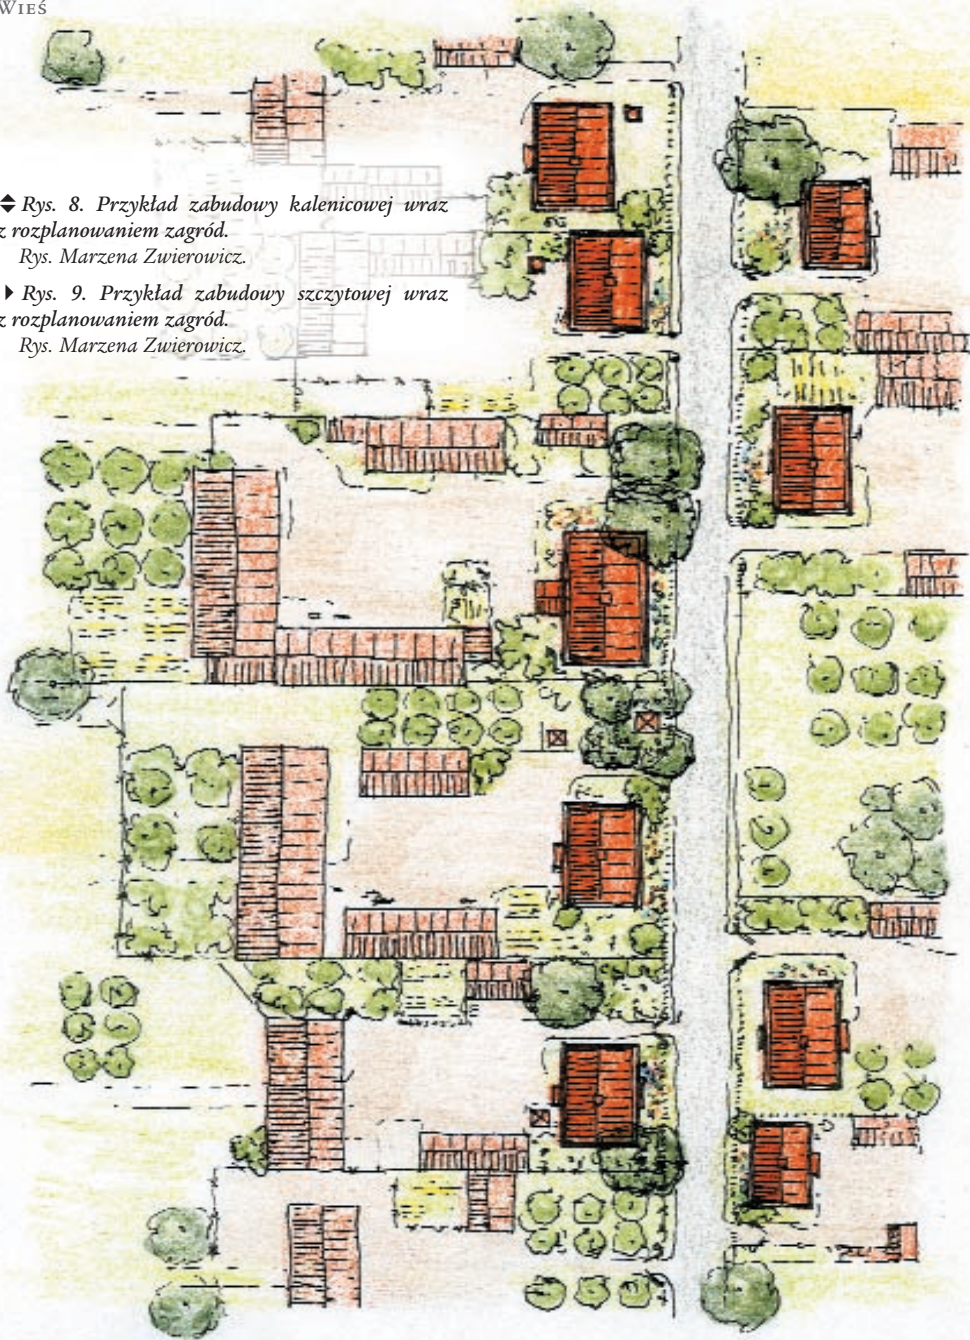 WIEŚ
Rys. 8. Przykład zabudowy kalenicowej wraz
z rozplanowaniem zagród.
Rys. Marzena Zwierowicz.
Rys. 9. Przykład zabudowy szczytowej wraz
z rozplanowaniem zagród.
Rys. Marzena Zwierowicz.